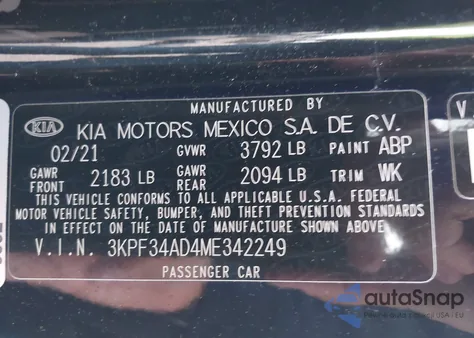 MANUFACTURED BY
KIA KIA MOTORS MEXICO S.A. DE C.V.
02/21 GVWR 3792 LB PAINT ABP
GAWR FRONT 2183 LB GAWR REAR 2094 LB TRIM WK
THIS VEHICLE CONFORMS TO ALL APPLICABLE U.S.A. FEDERAL
MOTOR VEHICLE SAFETY, BUMPER, AND THEFT PREVENTION STANDARDS
IN EFFECT ON THE DATE OF MANUFACTURE SHOWN ABOVE.
V.I.N. 3KPF34AD4ME342249
PASSENGER CAR
autoSnap